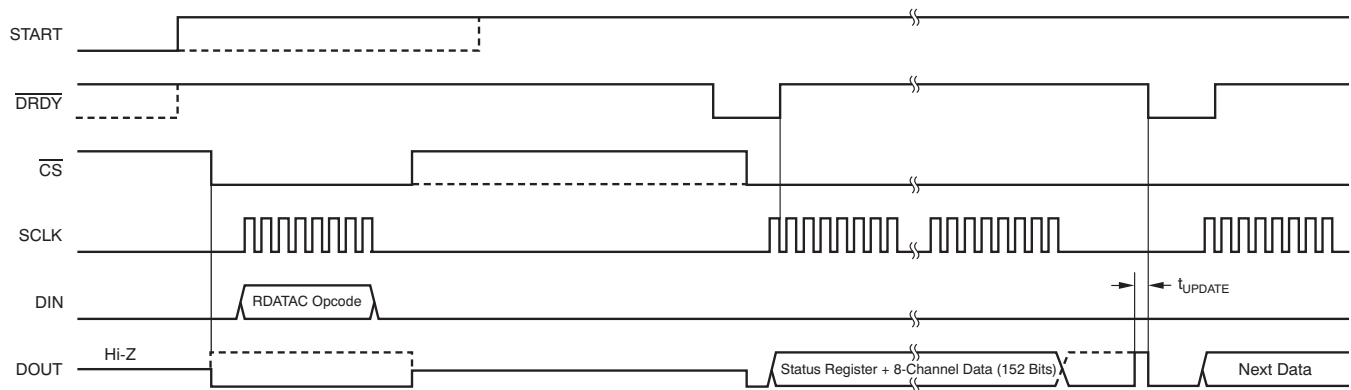 START
DRDY
CS
SCLK
DIN
RDATAC Opcode
tUPDATE
DOUT
Hi-Z
Status Register + 8-Channel Data (152 Bits)
Next Data